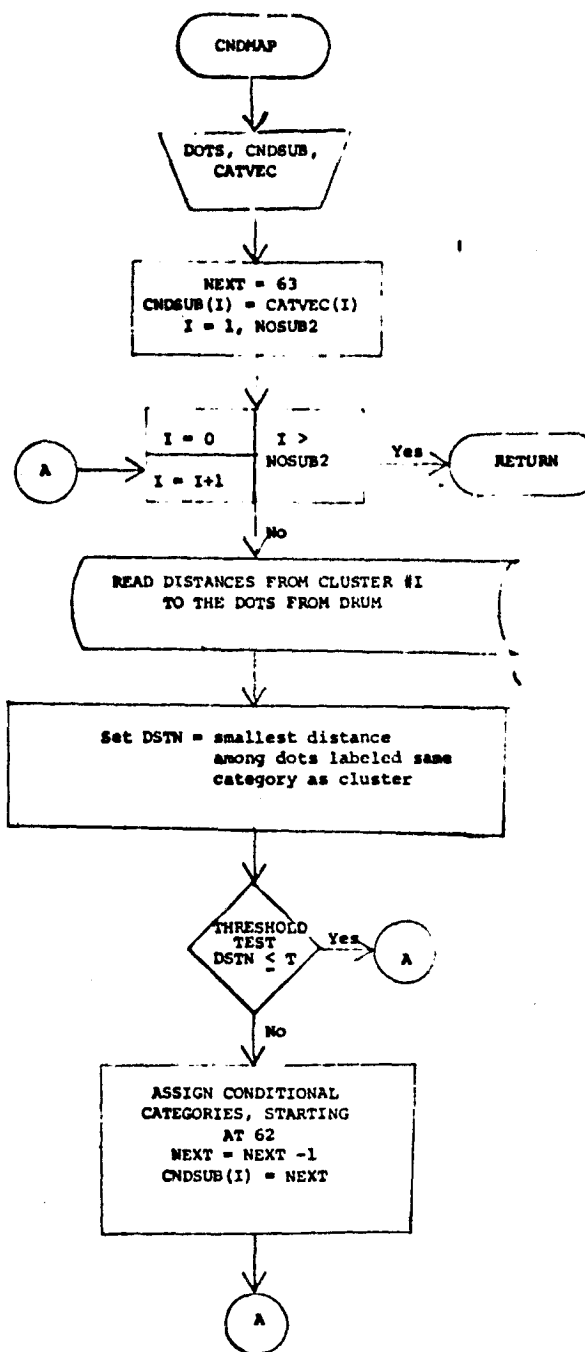 CNDMAP
DOTS, CNDSUB,
CATVEC
NEXT = 63
CNDSUB(I) = CATVEC(I)
I = 1, NOSUB2
I = 0
I >
NOSUB2
I = I+1
A
Yes
RETURN
No
READ DISTANCES FROM CLUSTER #I
TO THE DOTS FROM DRUM
Set DSTN = smallest distance
among dots labeled same
category as cluster
THRESHOLD
TEST
DSTN ≤ T
Yes
A
No
ASSIGN CONDITIONAL
CATEGORIES, STARTING
AT 62
NEXT = NEXT -1
CNDSUB(I) = NEXT
A